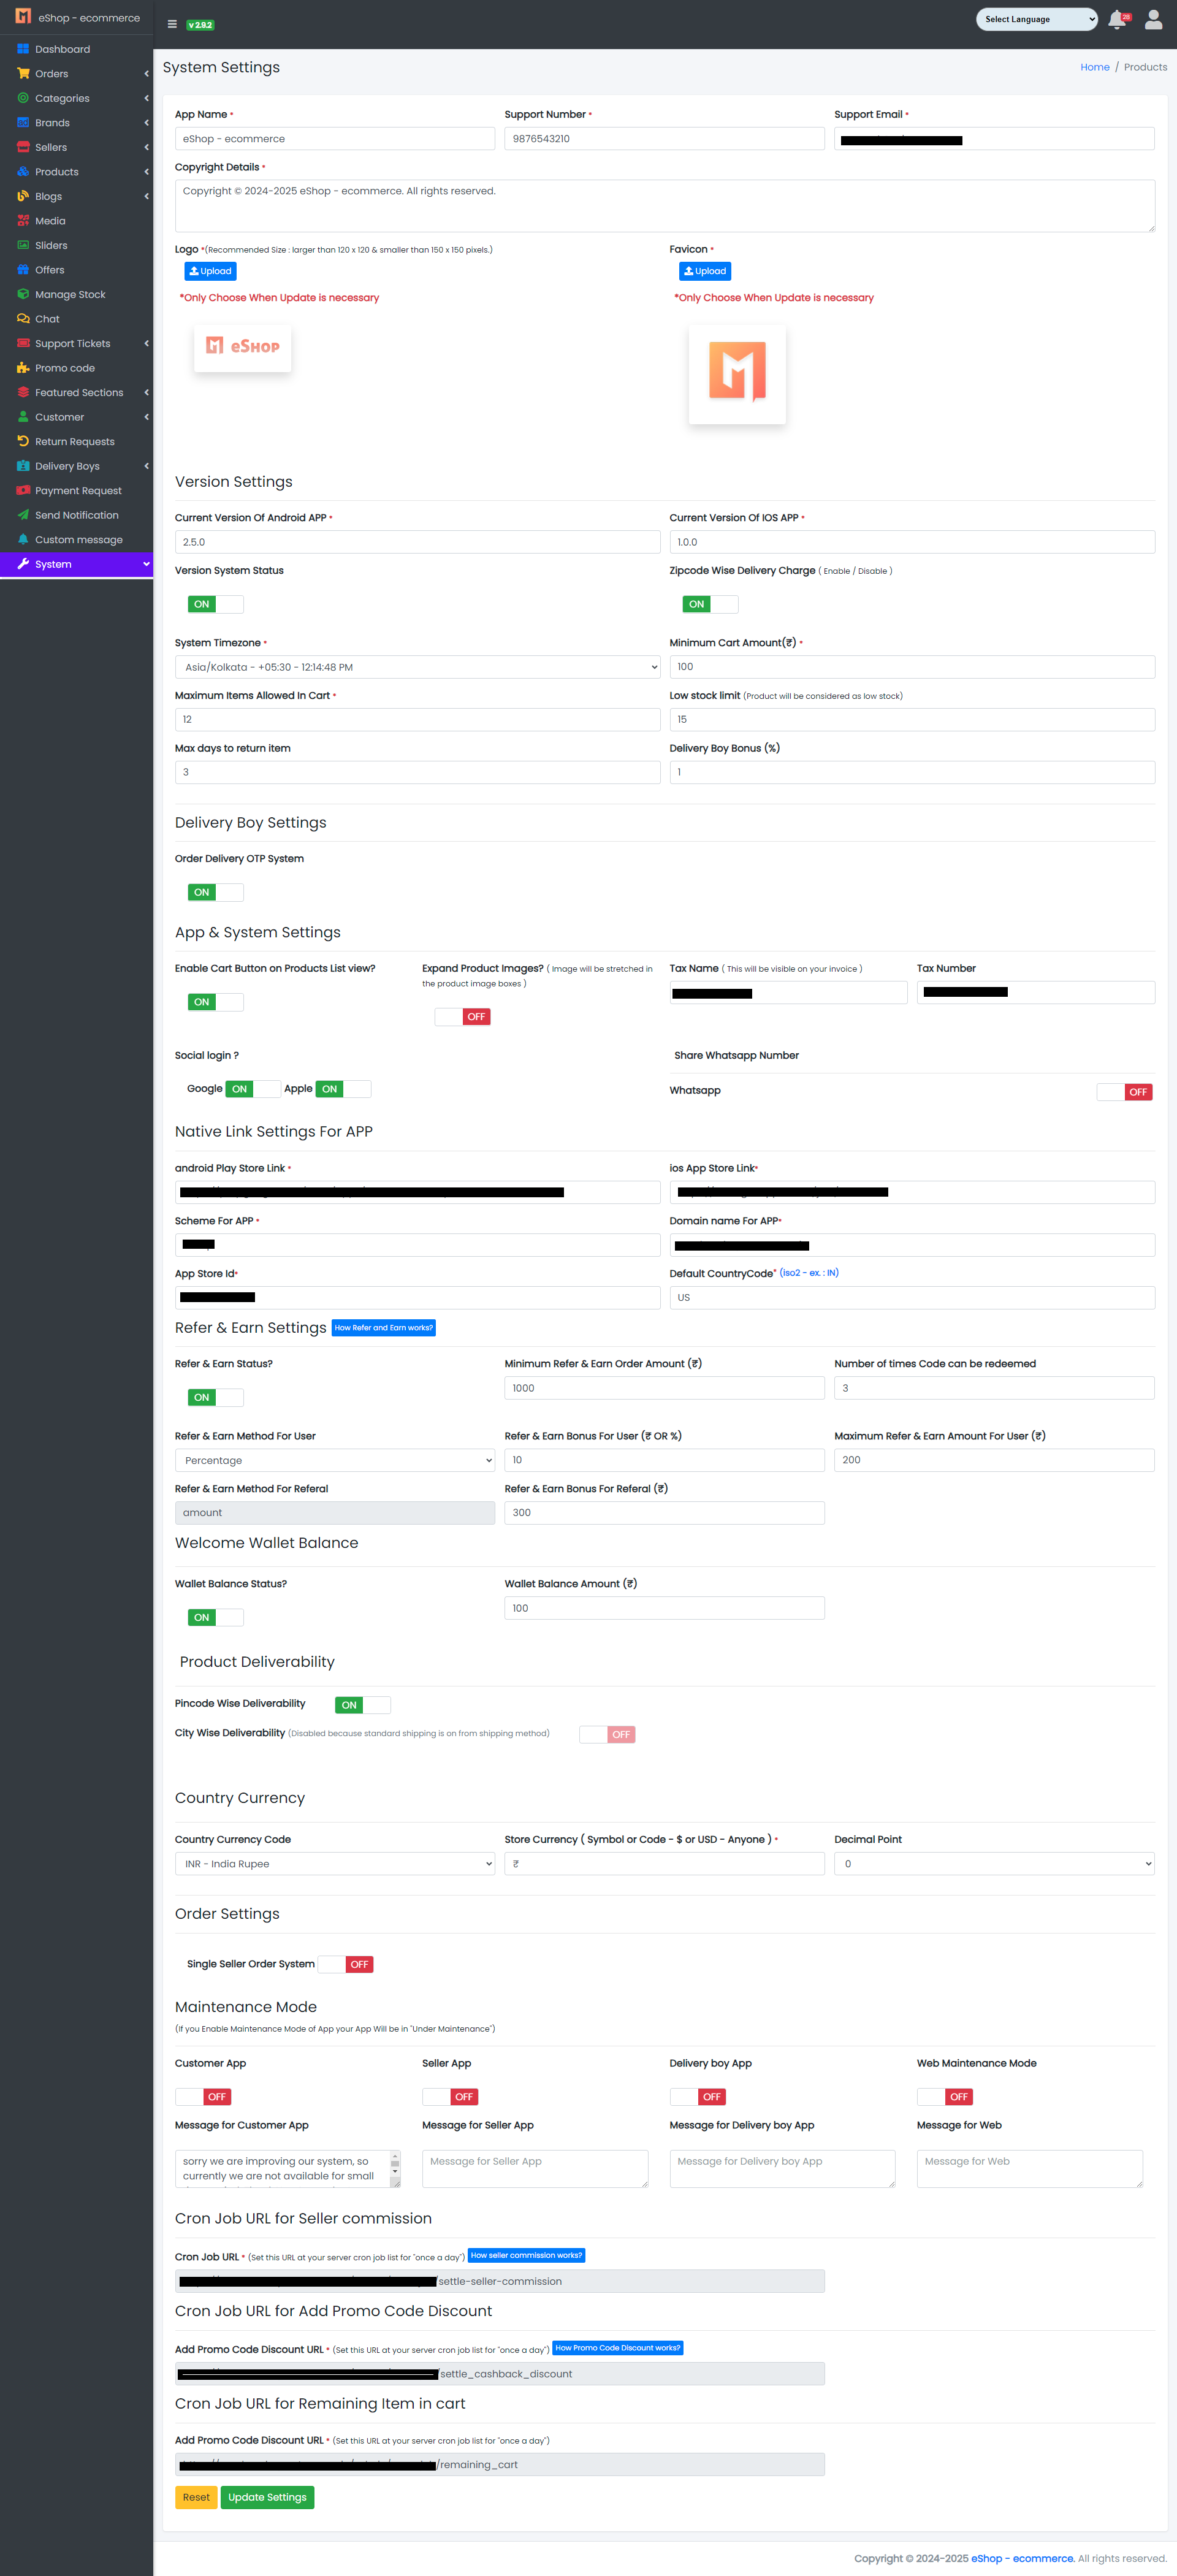 eShop - ecommerce
v 2.9.2
Select Language
28
Dashboard
Orders
Categories
Brands
Sellers
Products
Blogs
Media
Sliders
Offers
Manage Stock
Chat
Support Tickets
Promo code
Featured Sections
Customer
Return Requests
Delivery Boys
Payment Request
Send Notification
Custom message
System
System Settings
Home / Products
App Name *
Support Number *
Support Email *
eShop - ecommerce
9876543210
Copyright Details *
Copyright © 2024-2025 eShop - ecommerce. All rights reserved.
Logo *(Recommended Size : larger than 120 x 120 & smaller than 150 x 150 pixels.)
Favicon *
Upload
Upload
*Only Choose When Update is necessary
*Only Choose When Update is necessary
eSHOP
Version Settings
Current Version Of Android APP *
Current Version Of IOS APP *
2.5.0
1.0.0
Version System Status
Zipcode Wise Delivery Charge ( Enable / Disable )
ON
ON
System Timezone *
Minimum Cart Amount(₹) *
Asia/Kolkata - +05:30 - 12:14:48 PM
100
Maximum Items Allowed In Cart *
Low stock limit (Product will be considered as low stock)
12
15
Max days to return item
Delivery Boy Bonus (%)
3
1
Delivery Boy Settings
Order Delivery OTP System
ON
App & System Settings
Enable Cart Button on Products List view?
Expand Product Images? ( Image will be stretched in
the product image boxes )
Tax Name ( This will be visible on your invoice )
Tax Number
ON
OFF
Social login ?
Share Whatsapp Number
Google ON Apple ON
Whatsapp
OFF
Native Link Settings For APP
android Play Store Link *
ios App Store Link*
Scheme For APP *
Domain name For APP*
App Store Id*
Default CountryCode* (iso2 - ex. : IN)
US
Refer & Earn Settings How Refer and Earn works?
Refer & Earn Status?
Minimum Refer & Earn Order Amount (₹)
Number of times Code can be redeemed
ON
1000
3
Refer & Earn Method For User
Refer & Earn Bonus For User (₹ OR %)
Maximum Refer & Earn Amount For User (₹)
Percentage
10
200
Refer & Earn Method For Referal
Refer & Earn Bonus For Referal (₹)
amount
300
Welcome Wallet Balance
Wallet Balance Status?
Wallet Balance Amount (₹)
ON
100
Product Deliverability
Pincode Wise Deliverability ON
City Wise Deliverability (Disabled because standard shipping is on from shipping method) OFF
Country Currency
Country Currency Code
Store Currency ( Symbol or Code - $ or USD - Anyone ) *
Decimal Point
INR - India Rupee
₹
0
Order Settings
Single Seller Order System OFF
Maintenance Mode
(If you Enable Maintenance Mode of App your App Will be in "Under Maintenance")
Customer App
Seller App
Delivery boy App
Web Maintenance Mode
OFF
OFF
OFF
OFF
Message for Customer App
Message for Seller App
Message for Delivery boy App
Message for Web
sorry we are improving our system, so
currently we are not available for small
Message for Seller App
Message for Delivery boy App
Message for Web
Cron Job URL for Seller commission
Cron Job URL * (Set this URL at your server cron job list for "once a day") How seller commission works?
/settle-seller-commission
Cron Job URL for Add Promo Code Discount
Add Promo Code Discount URL * (Set this URL at your server cron job list for "once a day") How Promo Code Discount works?
/settle_cashback_discount
Cron Job URL for Remaining Item in cart
Add Promo Code Discount URL * (Set this URL at your server cron job list for "once a day")
/remaining_cart
Reset
Update Settings
Copyright © 2024-2025 eShop - ecommerce. All rights reserved.